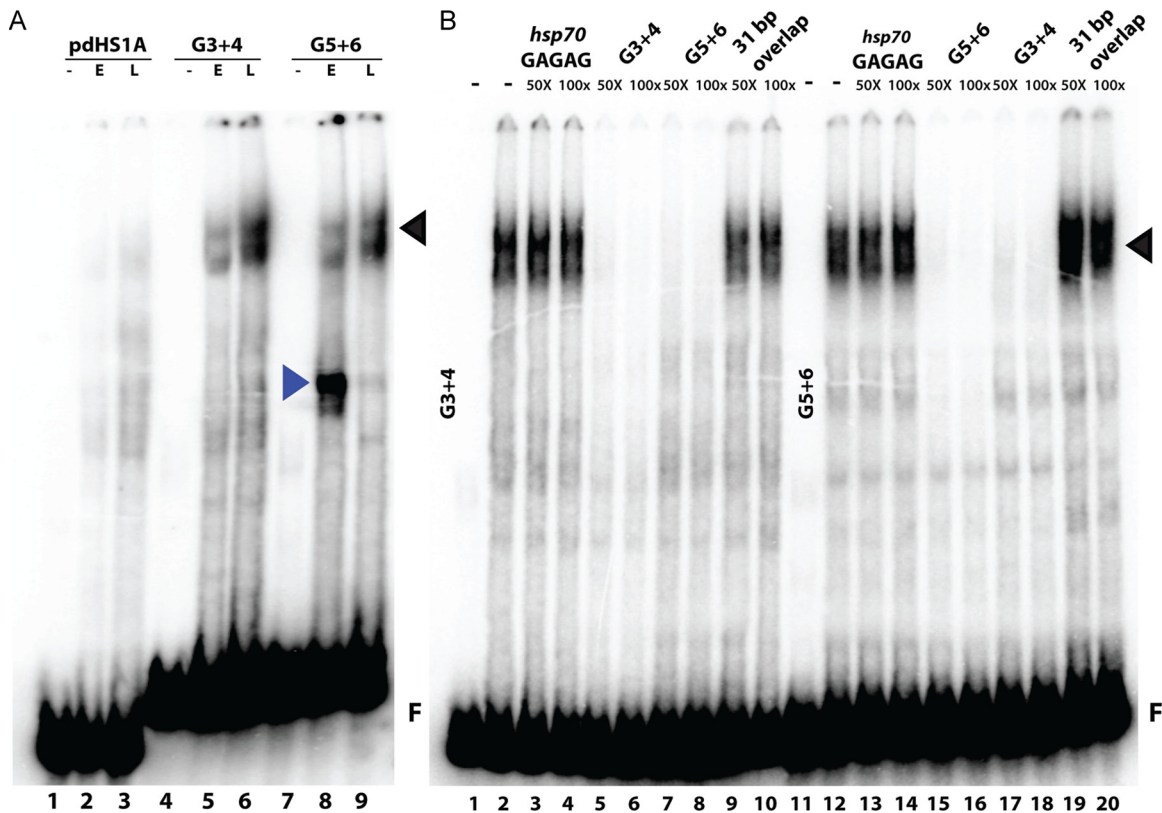 A
pdHS1A G3+4 G5+6
- E L - E L - E L
F
1 2 3 4 5 6 7 8 9
B
hsp70 GAGAG G3+4 G5+6 31 bp overlap hsp70 GAGAG G5+6 G3+4 31 bp overlap
- - 50X 100x 50X 100x 50X 100x 50X 100x - - 50X 100x 50X 100x 50X 100x 50X 100x
G3+4
G5+6
F
1 2 3 4 5 6 7 8 9 10 11 12 13 14 15 16 17 18 19 20